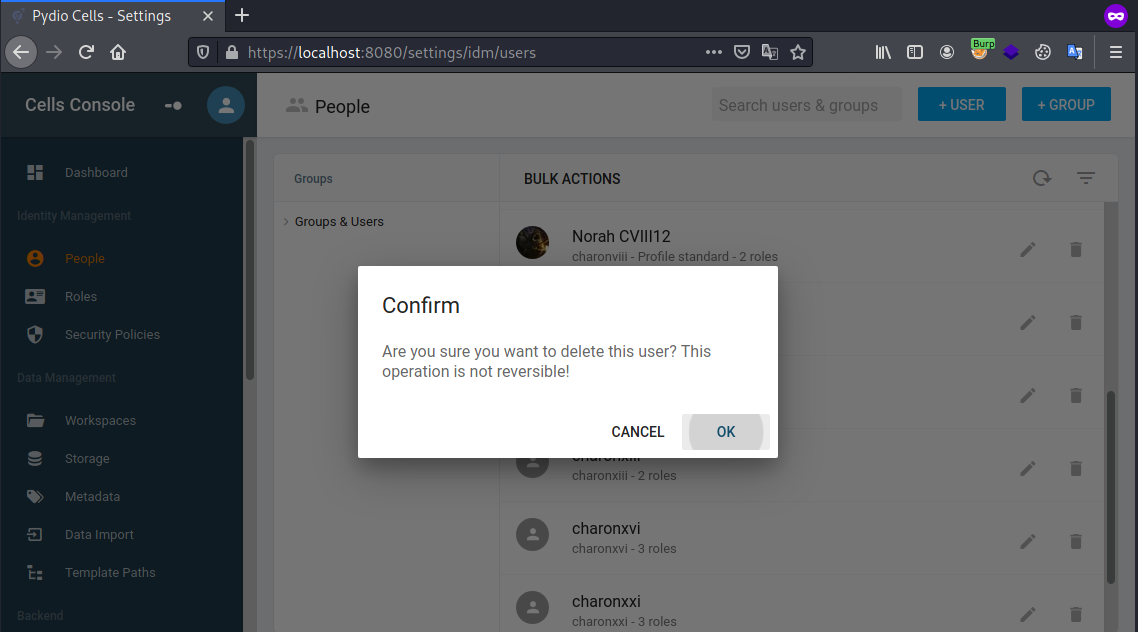 Pydio Cells - Settings
https://localhost:8080/settings/idm/users
Burp
Cells Console
People
Search users & groups
+ USER
+ GROUP
Dashboard
Identity Management
People
Roles
Security Policies
Data Management
Workspaces
Storage
Metadata
Data Import
Template Paths
Backend
Groups
BULK ACTIONS
Groups & Users
Norah CVIII12
charonviii - Profile standard - 2 roles
Confirm
Are you sure you want to delete this user? This
operation is not reversible!
CANCEL
OK
charonxiii
charonxiii - 2 roles
charonxvi
charonxvi - 3 roles
charonxxi
charonxxi - 3 roles